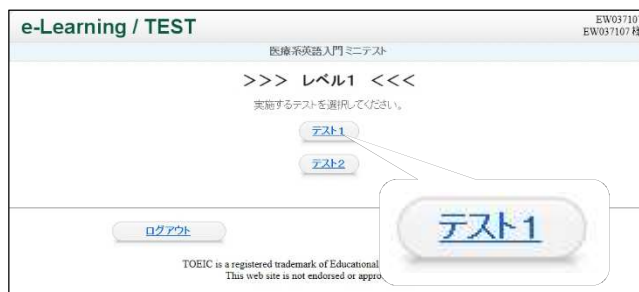 e-Learning / TEST
EW037107
EW037107 様
医療系英語入門 ミニテスト
>>> レベル1 <<<
実施するテストを選択してください。
テスト1
テスト2
テスト1
ログアウト
TOEIC is a registered trademark of Educational
This web site is not endorsed or appro